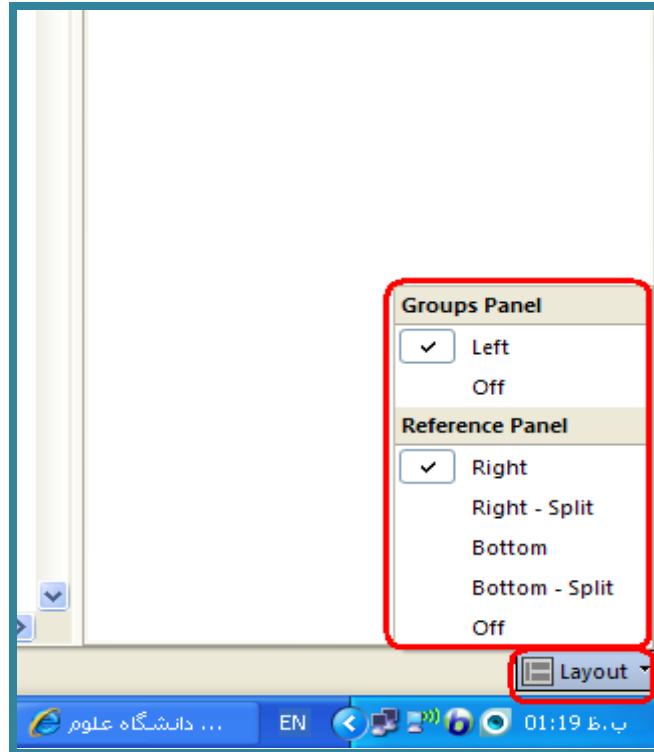 Groups Panel
Left
Off
Reference Panel
Right
Right - Split
Bottom
Bottom - Split
Off
Layout
دانشگاه علوم ...
EN
01:19 ب.ظ